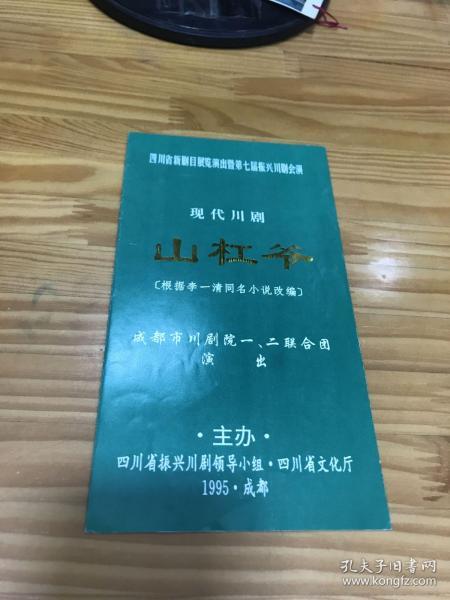 四川省新剧目展览演出暨第七届振兴川剧会演
现代川剧
山杠爷
〔根据李一清同名小说改编〕
成都市川剧院一、二联合团
演 出
·主办·
四川省振兴川剧领导小组·四川省文化厅
1995·成都
孔夫子旧书网
www.kongfz.com